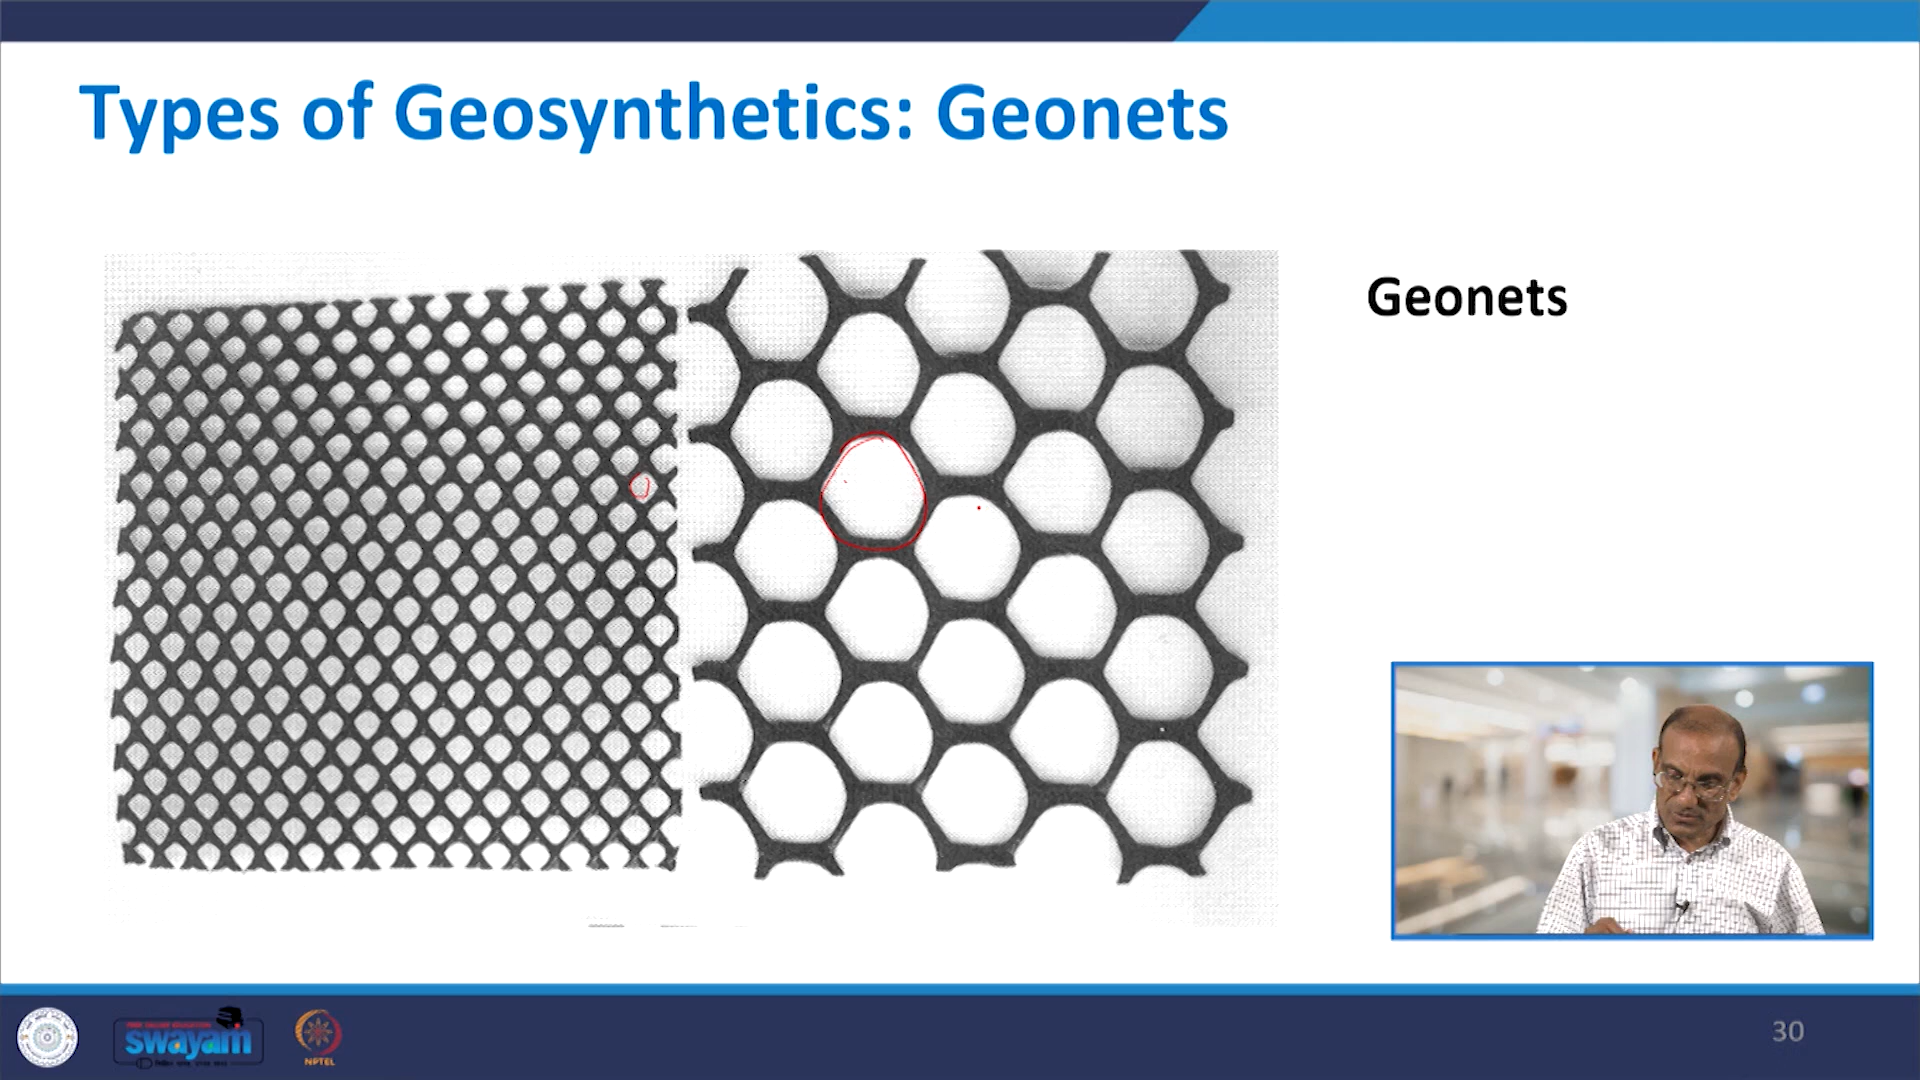 Types of Geosynthetics: Geonets
Geonets
swayam
NPTEL
30